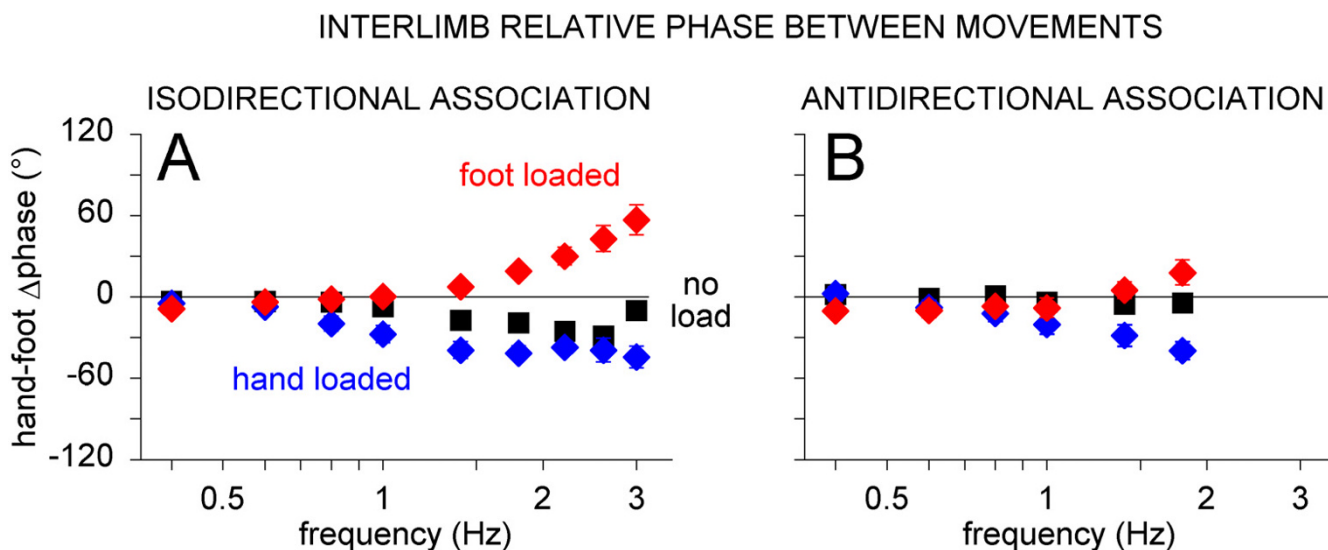 INTERLIMB RELATIVE PHASE BETWEEN MOVEMENTS
ISODIRECTIONAL ASSOCIATION
ANTIDIRECTIONAL ASSOCIATION
hand-foot Δphase (°)
120
60
0
-60
-120
A
foot loaded
hand loaded
no
load
B
0.5 1 2 3
frequency (Hz)
0.5 1 2 3
frequency (Hz)